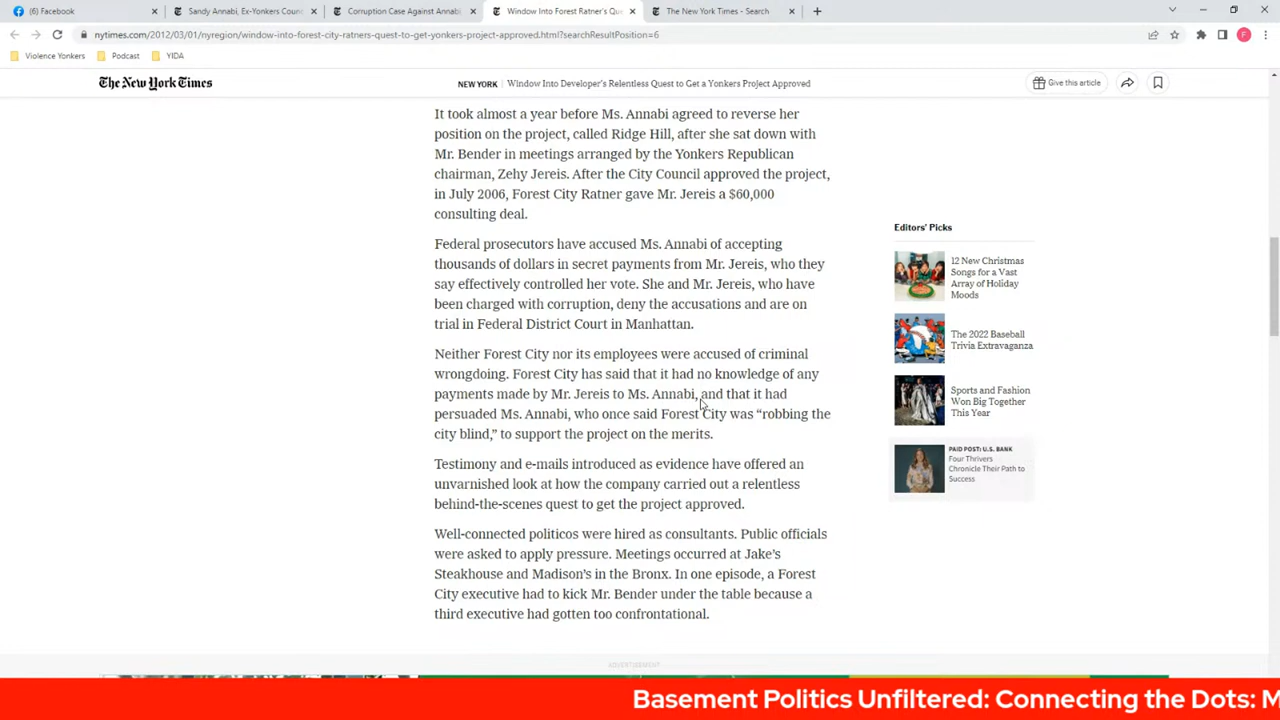 (6) Facebook
Sandy Annabi, Ex-Yonkers Counc
Corruption Case Against Annabi
Window Into Forest Ratner's Qu
The New York Times - Search
nytimes.com/2012/03/01/nyregion/window-into-forest-city-ratners-quest-to-get-yonkers-project-approved.html?searchResultPosition=6
Violence Yonkers
Podcast
YIDA
The New York Times
NEW YORK
Window Into Developer's Relentless Quest to Get a Yonkers Project Approved
Give this article
It took almost a year before Ms. Annabi agreed to reverse her
position on the project, called Ridge Hill, after she sat down with
Mr. Bender in meetings arranged by the Yonkers Republican
chairman, Zehy Jereis. After the City Council approved the project,
in July 2006, Forest City Ratner gave Mr. Jereis a $60,000
consulting deal.
Federal prosecutors have accused Ms. Annabi of accepting
thousands of dollars in secret payments from Mr. Jereis, who they
say effectively controlled her vote. She and Mr. Jereis, who have
been charged with corruption, deny the accusations and are on
trial in Federal District Court in Manhattan.
Neither Forest City nor its employees were accused of criminal
wrongdoing. Forest City has said that it had no knowledge of any
payments made by Mr. Jereis to Ms. Annabi, and that it had
persuaded Ms. Annabi, who once said Forest City was “robbing the
city blind,” to support the project on the merits.
Testimony and e-mails introduced as evidence have offered an
unvarnished look at how the company carried out a relentless
behind-the-scenes quest to get the project approved.
Well-connected politicos were hired as consultants. Public officials
were asked to apply pressure. Meetings occurred at Jake's
Steakhouse and Madison's in the Bronx. In one episode, a Forest
City executive had to kick Mr. Bender under the table because a
third executive had gotten too confrontational.
Editors' Picks
12 New Christmas
Songs for a Vast
Array of Holiday
Moods
The 2022 Baseball
Trivia Extravaganza
Sports and Fashion
Won Big Together
This Year
PAID POST: U.S. BANK
Four Thrivers
Chronicle Their Path to
Success
ADVERTISEMENT
Basement Politics Unfiltered: Connecting the Dots: M